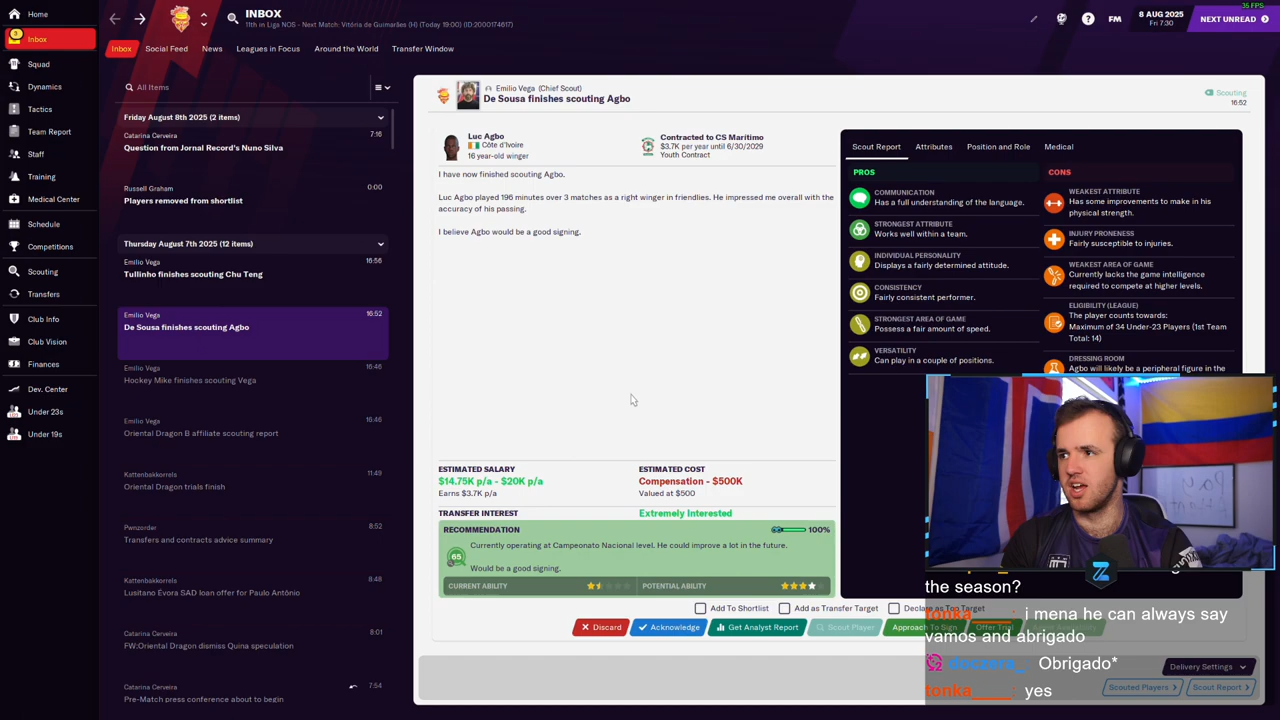 36 FPS
Home
INBOX
11th in Liga NOS - Next Match: Vitória de Guimarães (H) (Today 19:00) (ID:2000174617)
FM
8 AUG 2025
Fri 7:30
NEXT UNREAD
3
Inbox
Inbox
Social Feed
News
Leagues in Focus
Around the World
Transfer Window
Squad
Dynamics
Tactics
Team Report
Staff
Training
Medical Center
Schedule
Competitions
Scouting
Transfers
Club Info
Club Vision
Finances
Dev. Center
Under 23s
Under 19s
All Items
Friday August 8th 2025 (2 items)
Catarina Cerveira 7:16
Question from Jornal Record's Nuno Silva
Russell Graham 0:00
Players removed from shortlist
Thursday August 7th 2025 (12 items)
Emilio Vega 16:56
Tullinho finishes scouting Chu Teng
Emilio Vega 16:52
De Sousa finishes scouting Agbo
Emilio Vega 16:46
Hockey Mike finishes scouting Vega
Emilio Vega 16:38
Oriental Dragon B affiliate scouting report
Kattenbakkorrels 11:49
Oriental Dragon trials finish
Pwnzorder 8:52
Transfers and contracts advice summary
Kattenbakkorrels 8:48
Lusitano Évora SAD loan offer for Paulo António
Catarina Cerveira 8:01
FW:Oriental Dragon dismiss Quina speculation
Catarina Cerveira 7:54
Pre-Match press conference about to begin
Emilio Vega (Chief Scout)
De Sousa finishes scouting Agbo
Scouting
16:52
Luc Agbo
Côte d'Ivoire
16 year-old winger
Contracted to CS Marítimo
$3.7K per year until 6/30/2029
Youth Contract
I have now finished scouting Agbo.
Luc Agbo played 196 minutes over 3 matches as a right winger in friendlies. He impressed me overall with the
accuracy of his passing.
I believe Agbo would be a good signing.
ESTIMATED SALARY
$14.75K p/a - $20K p/a
Earns $3.7K p/a
ESTIMATED COST
Compensation - $500K
Valued at $500
TRANSFER INTEREST
Extremely Interested
RECOMMENDATION
100%
65
Currently operating at Campeonato Nacional level. He could improve a lot in the future.
Would be a good signing.
CURRENT ABILITY
POTENTIAL ABILITY
Scout Report
Attributes
Position and Role
Medical
PROS
COMMUNICATION
Has a full understanding of the language.
STRONGEST ATTRIBUTE
Works well within a team.
INDIVIDUAL PERSONALITY
Displays a fairly determined attitude.
CONSISTENCY
Fairly consistent performer.
STRONGEST AREA OF GAME
Possess a fair amount of speed.
VERSATILITY
Can play in a couple of positions.
CONS
WEAKEST ATTRIBUTE
Has some improvements to make in his
physical strength.
INJURY PRONENESS
Fairly susceptible to injuries.
WEAKEST AREA OF GAME
Currently lacks the game intelligence
required to compete at higher levels.
ELIGIBILITY (LEAGUE)
The player counts towards:
Maximum of 34 Under-23 Players (1st Team
Total: 14)
DRESSING ROOM
Agbo will likely be a peripheral figure in the
Add To Shortlist
Add as Transfer Target
Declare as Top Target
Discard
Acknowledge
Get Analyst Report
Scout Player
Approach To Sign
Offer Trial
Delivery Settings
Scouted Players
Scout Report
the season?
tonka____: i mena he can always say
vamos and abrigado
doczera_: Obrigado*
tonka____: yes